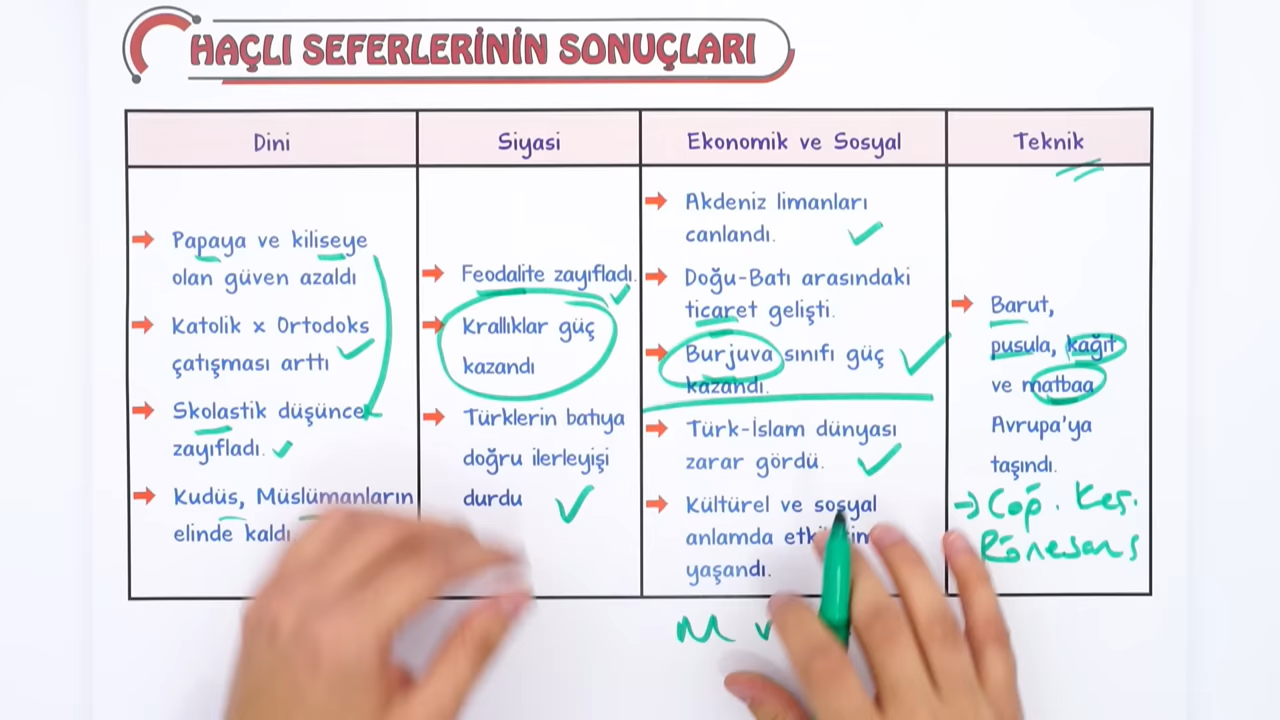 HAÇLI SEFERLERİNİN SONUÇLARI
Dini
Siyasi
Ekonomik ve Sosyal
Teknik
Papaya ve kiliseye
olan güven azaldı
Katolik x Ortodoks
çatışması arttı
Skolastik düşünce
zayıfladı.
Kudüs, Müslümanların
elinde kaldı
Feodalite zayıfladı.
Krallıklar güç
kazandı
Türklerin batıya
doğru ilerleyişi
durdu
Akdeniz limanları
canlandı.
Doğu-Batı arasındaki
ticaret gelişti.
Burjuva sınıfı güç
kazandı.
Türk-İslam dünyası
zarar gördü.
Kültürel ve sosyal
anlamda
yaşandı.
Barut,
pusula, kağıt
ve matbaa
Avrupa'ya
taşındı.
→ Coğ. Keş.
Rönesans
M